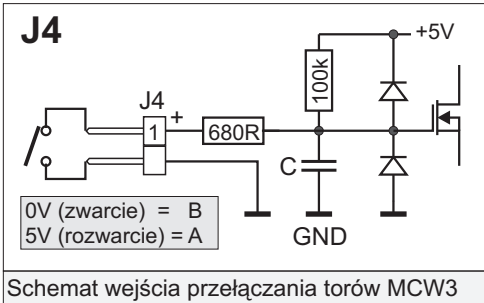 J4
+5V
100k
J4
1
+
680R
C
0V (zwarcie) = B
5V (rozwarcie) = A
GND
Schemat wejścia przełączania torów MCW3